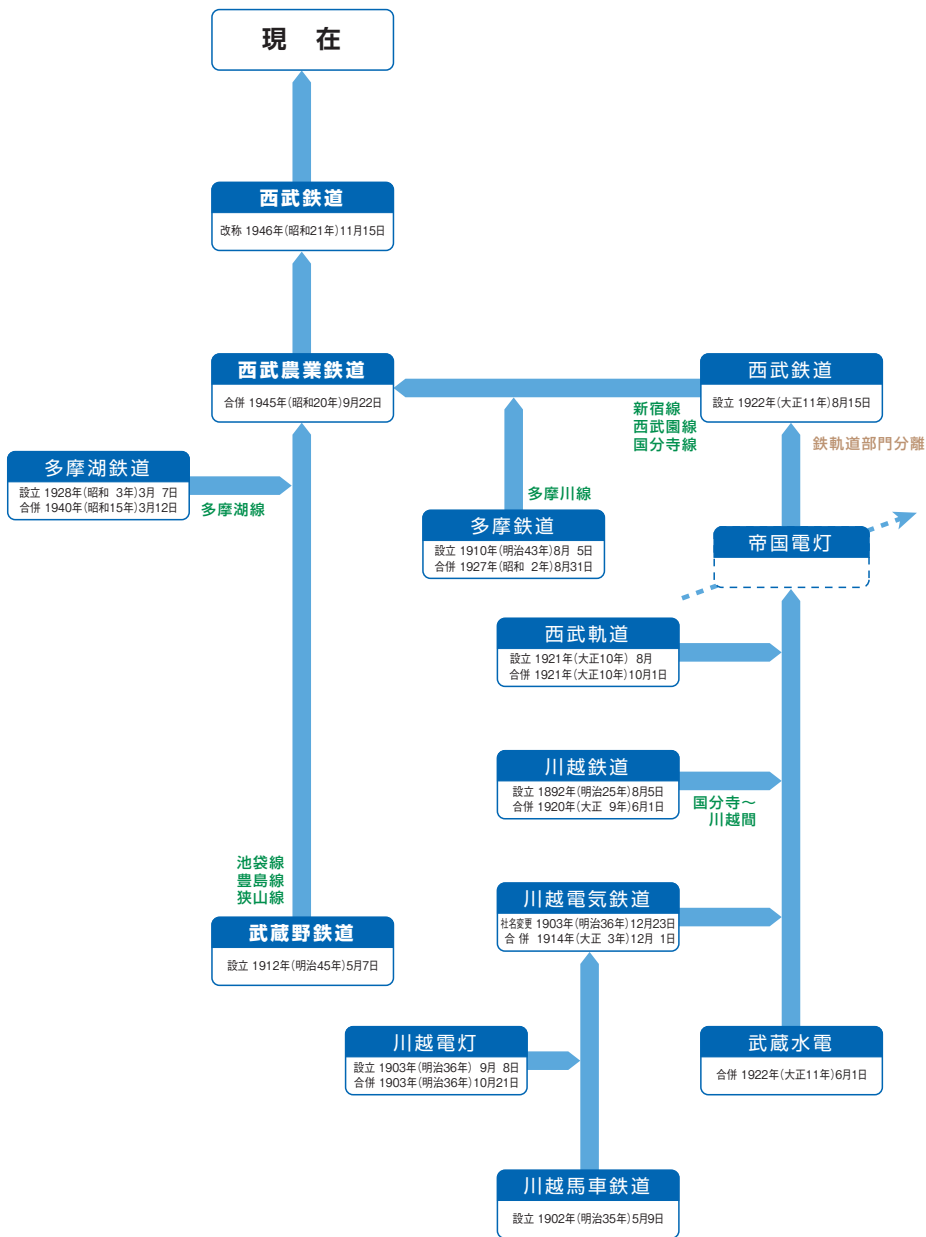 現 在
西武鉄道
改称 1946年(昭和21年)11月15日
西武農業鉄道
合併 1945年(昭和20年)9月22日
西武鉄道
設立 1922年(大正11年)8月15日
新宿線
西武園線
国分寺線
鉄軌道部門分離
多摩湖鉄道
設立 1928年(昭和 3年)3月 7日
合併 1940年(昭和15年)3月12日
多摩湖線
多摩川線
多摩鉄道
設立 1910年(明治43年)8月 5日
合併 1927年(昭和 2年)8月31日
帝国電灯
西武軌道
設立 1921年(大正10年) 8月
合併 1921年(大正10年)10月1日
川越鉄道
設立 1892年(明治25年)8月5日
合併 1920年(大正 9年)6月1日
国分寺～
川越間
池袋線
豊島線
狭山線
武蔵野鉄道
設立 1912年(明治45年)5月7日
川越電気鉄道
社名変更 1903年(明治36年)12月23日
合 併 1914年(大正 3年)12月 1日
川越電灯
設立 1903年(明治36年) 9月 8日
合併 1903年(明治36年)10月21日
武蔵水電
合併 1922年(大正11年)6月1日
川越馬車鉄道
設立 1902年(明治35年)5月9日